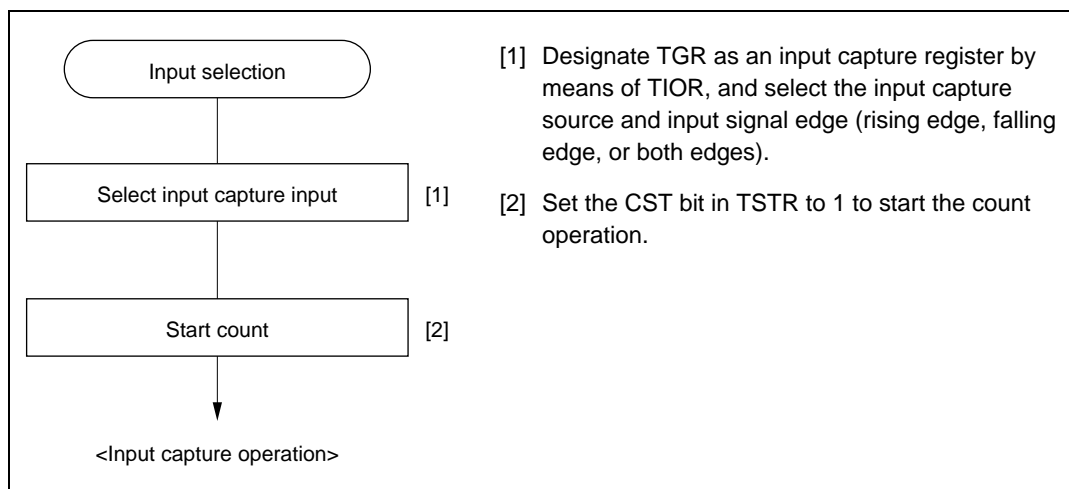 Input selection
Select input capture input
[1]
Start count
[2]
<Input capture operation>
[1] Designate TGR as an input capture register by
means of TIOR, and select the input capture
source and input signal edge (rising edge, falling
edge, or both edges).
[2] Set the CST bit in TSTR to 1 to start the count
operation.